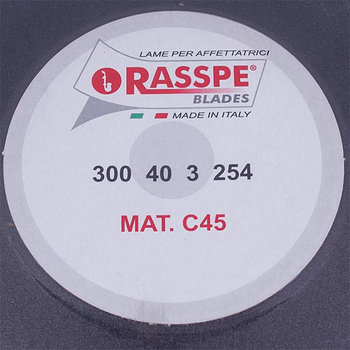 LAME PER AFFETTATRICI
RASSPE®
BLADES
MADE IN ITALY
300 40 3 254
MAT. C45